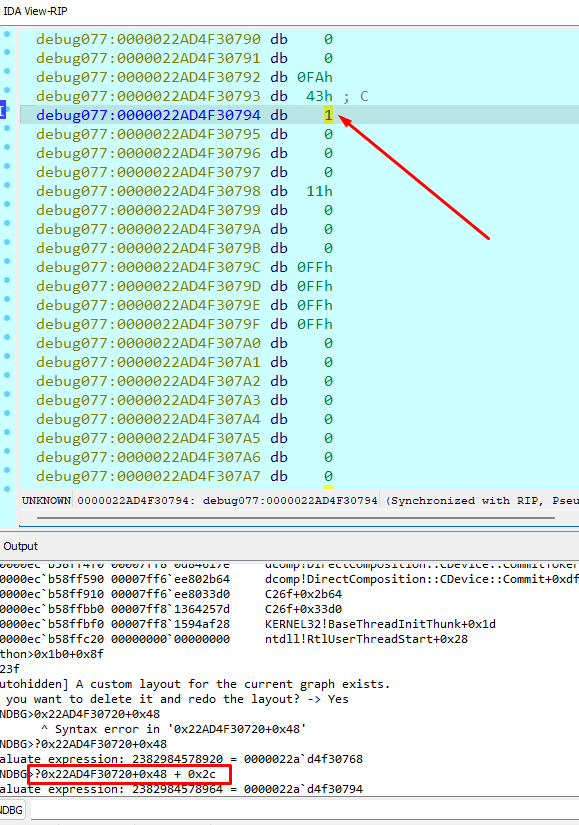 IDA View-RIP
debug077:0000022AD4F30790 db 0
debug077:0000022AD4F30791 db 0
debug077:0000022AD4F30792 db 0FAh
debug077:0000022AD4F30793 db 43h ; C
debug077:0000022AD4F30794 db 1
debug077:0000022AD4F30795 db 0
debug077:0000022AD4F30796 db 0
debug077:0000022AD4F30797 db 0
debug077:0000022AD4F30798 db 11h
debug077:0000022AD4F30799 db 0
debug077:0000022AD4F3079A db 0
debug077:0000022AD4F3079B db 0
debug077:0000022AD4F3079C db 0FFh
debug077:0000022AD4F3079D db 0FFh
debug077:0000022AD4F3079E db 0FFh
debug077:0000022AD4F3079F db 0FFh
debug077:0000022AD4F307A0 db 0
debug077:0000022AD4F307A1 db 0
debug077:0000022AD4F307A2 db 0
debug077:0000022AD4F307A3 db 0
debug077:0000022AD4F307A4 db 0
debug077:0000022AD4F307A5 db 0
debug077:0000022AD4F307A6 db 0
debug077:0000022AD4F307A7 db 0
UNKNOWN 0000022AD4F30794: debug077:0000022AD4F30794 (Synchronized with RIP, Pseu
Output
0000ec`b58ff590 00007ff6`ee802b64 dcomp!DirectComposition::CDevice::Commit+0xdf
0000ec`b58ff910 00007ff6`ee8033d0 C26f+0x2b64
0000ec`b58ffbb0 00007ff8`1364257d C26f+0x33d0
0000ec`b58ffbf0 00007ff8`1594af28 KERNEL32!BaseThreadInitThunk+0x1d
0000ec`b58ffc20 00000000`00000000 ntdll!RtlUserThreadStart+0x28
thon>0x1b0+0x8f
23f
utohidden] A custom layout for the current graph exists.
you want to delete it and redo the layout? -> Yes
NDBG>0x22AD4F30720+0x48
^ Syntax error in '0x22AD4F30720+0x48'
NDBG>?0x22AD4F30720+0x48
aluate expression: 2382984578920 = 0000022a`d4f30768
NDBG>?0x22AD4F30720+0x48 + 0x2c
aluate expression: 2382984578964 = 0000022a`d4f30794
NDBG